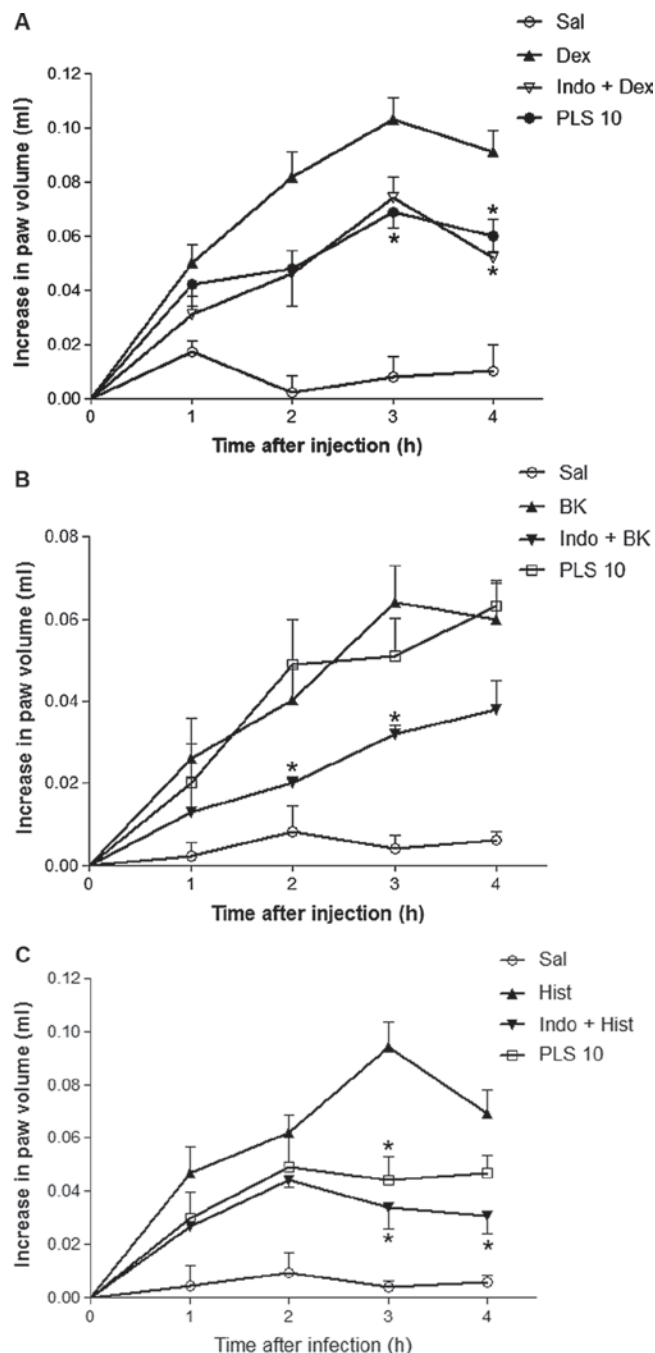 A
Sal
Dex
Indo + Dex
PLS 10
Increase in paw volume (ml)
0.12
0.10
0.08
0.06
0.04
0.02
0.00
* * *
0 1 2 3 4
Time after injection (h)
B
Sal
BK
Indo + BK
PLS 10
Increase in paw volume (ml)
0.08
0.06
0.04
0.02
0.00
* *
0 1 2 3 4
Time after injection (h)
C
Sal
Hist
Indo + Hist
PLS 10
Increase in paw volume (ml)
0.12
0.10
0.08
0.06
0.04
0.02
0.00
* * *
0 1 2 3 4
Time after infection (h)